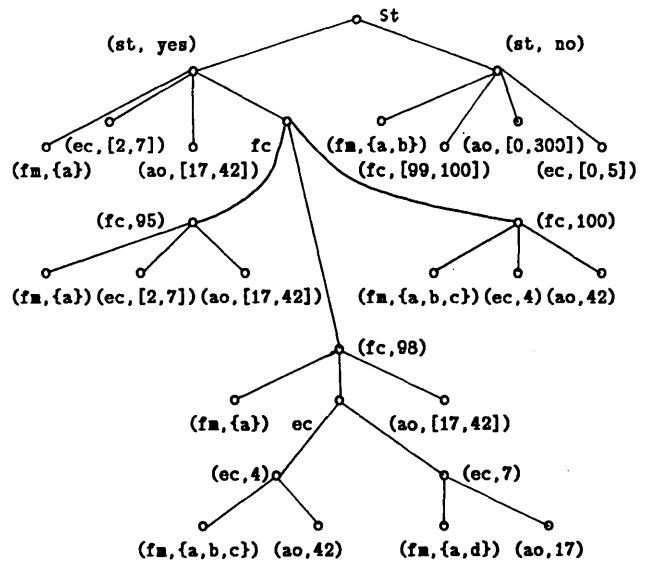 St
(st, yes) (st, no)
(ec,[2,7]) fc (fm,{a,b}) (ao,[0,300])
(fm,{a}) (ao,[17,42]) (fc,[99,100]) (ec,[0,5])
(fc,95) (fc,100)
(fm,{a}) (ec,[2,7]) (ao,[17,42]) (fm,{a,b,c}) (ec,4) (ao,42)
(fc,98)
(fm,{a}) ec (ao,[17,42])
(ec,4) (ec,7)
(fm,{a,b,c}) (ao,42) (fm,{a,d}) (ao,17)